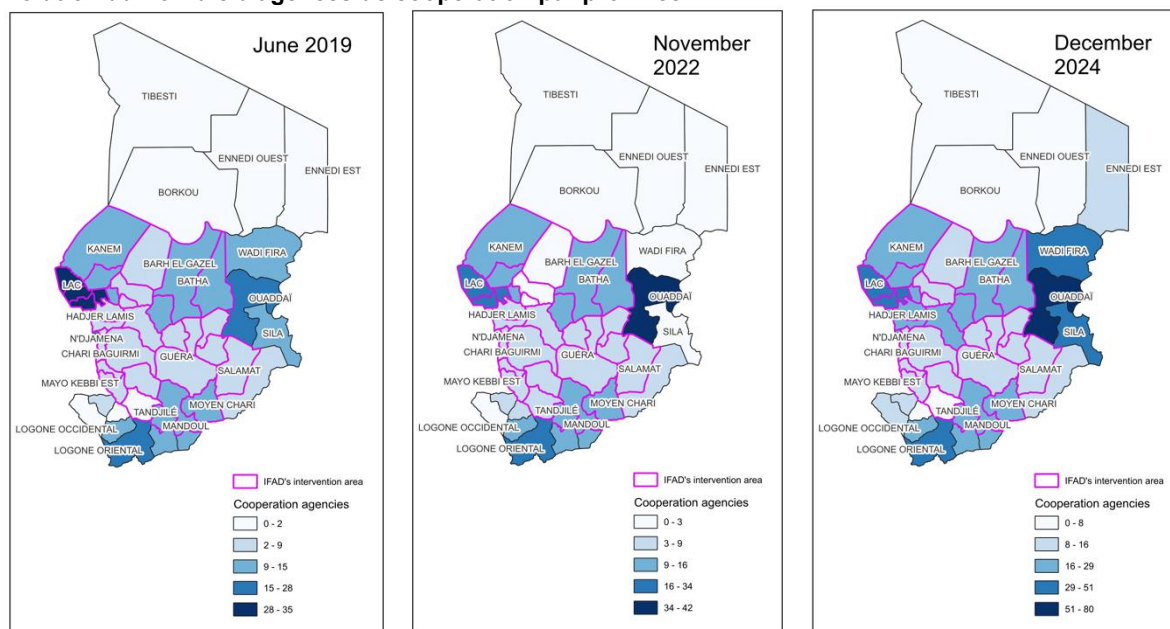 June 2019
TIBESTI
ENNEDI OUEST
ENNEDI EST
BORKOU
KANEM
WADI FIRA
BARH EL GAZEL
BATHA
LAC
OUADDAÏ
HADJER LAMIS
SILA
N'DJAMENA
CHARI BAGUIRMI
GUÉRA
SALAMAT
MAYO KEBBI EST
MOYEN CHARI
TANDJILÉ
LOGONE OCCIDENTAL
MANDOUL
LOGONE ORIENTAL
IFAD's intervention area
Cooperation agencies
0 - 2
2 - 9
9 - 15
15 - 28
28 - 35
November
2022
TIBESTI
ENNEDI OUEST
ENNEDI EST
BORKOU
KANEM
WADI FIRA
BARH EL GAZEL
BATHA
LAC
OUADDAÏ
HADJER LAMIS
SILA
N'DJAMENA
CHARI BAGUIRMI
GUÉRA
SALAMAT
MAYO KEBBI EST
MOYEN CHARI
TANDJILÉ
LOGONE OCCIDENTAL
MANDOUL
LOGONE ORIENTAL
IFAD's intervention area
Cooperation agencies
0 - 3
3 - 9
9 - 16
16 - 34
34 - 42
December
2024
TIBESTI
ENNEDI OUEST
ENNEDI EST
BORKOU
KANEM
WADI FIRA
BARH EL GAZEL
BATHA
LAC
OUADDAÏ
HADJER LAMIS
SILA
N'DJAMENA
CHARI BAGUIRMI
GUÉRA
SALAMAT
MAYO KEBBI EST
MOYEN CHARI
TANDJILÉ
LOGONE OCCIDENTAL
MANDOUL
LOGONE ORIENTAL
IFAD's intervention area
Cooperation agencies
0 - 8
8 - 16
16 - 29
29 - 51
51 - 80